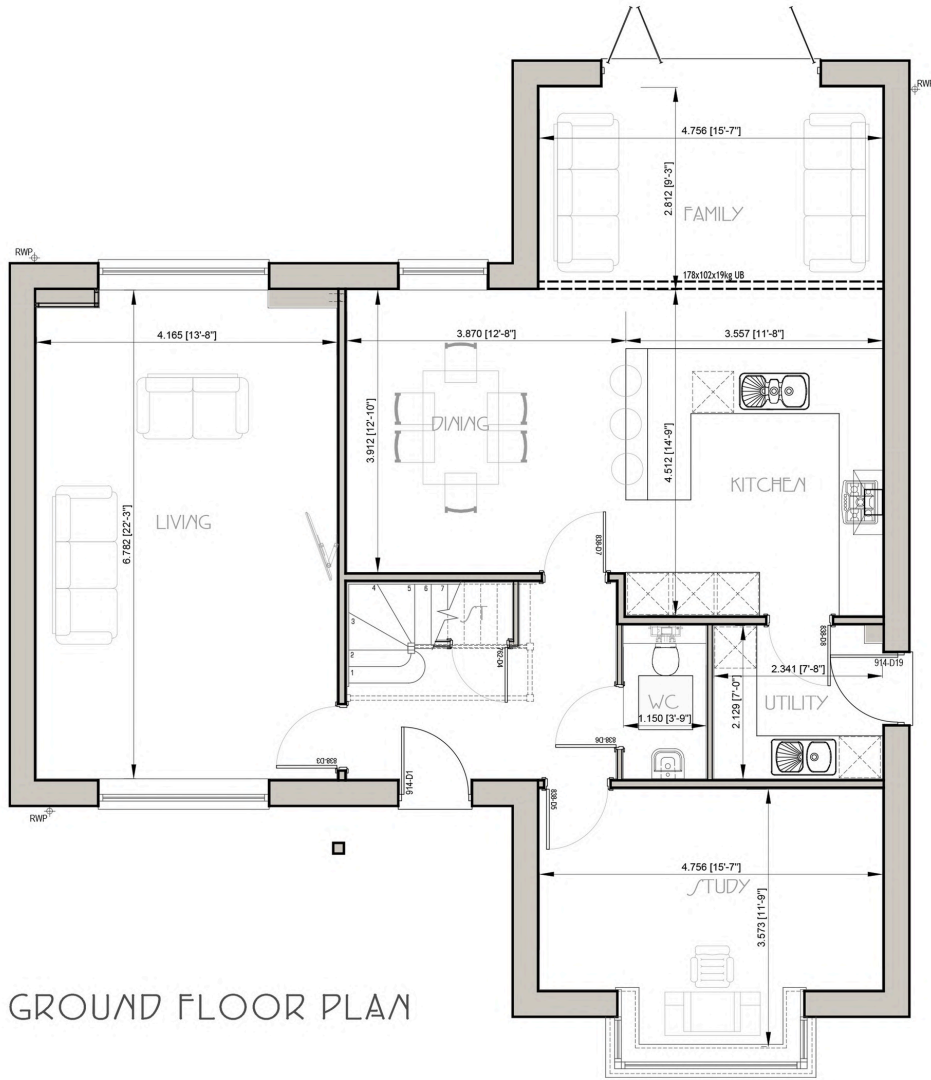 RWP
4.756 [15'-7"]
2.812 [9'-3"]
FAMILY
RWP
178x102x19kg UB
4.165 [13'-8"]
3.870 [12'-8"]
3.557 [11'-8"]
3.912 [12'-10"]
DINING
4.512 [14'-9"]
KITCHEN
LIVING
6.782 [22'-3"]
838-D7
4
5
6
7
ST
3
2
1
762-D4
838-D8
914-D19
2.341 [7'-8"]
2.129 [7'-0"]
UTILITY
WC
1.150 [3'-9"]
838-D6
838-D3
914-D1
838-D5
RWP
4.756 [15'-7"]
STUDY
3.573 [11'-9"]
GROUND FLOOR PLAN